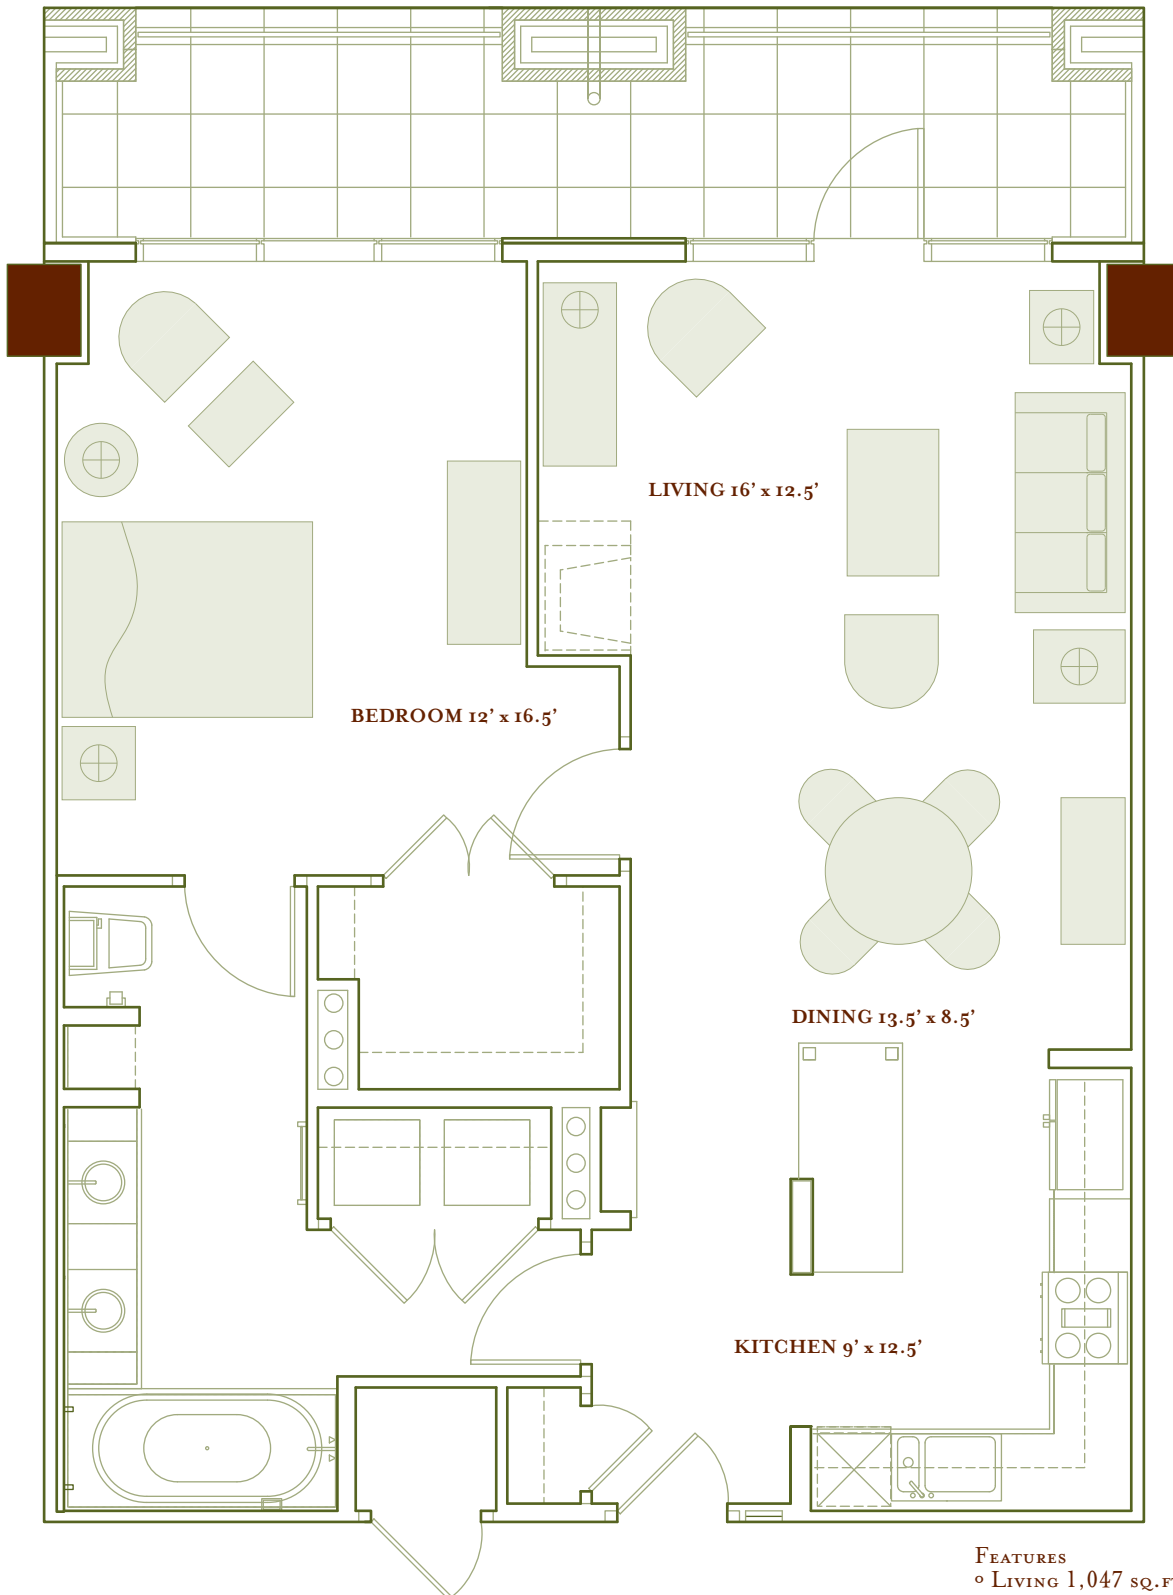 LIVING 16’ x 12.5’
BEDROOM 12’ x 16.5’
DINING 13.5’ x 8.5’
KITCHEN 9’ x 12.5’
Features
° Living 1,047 sq.f